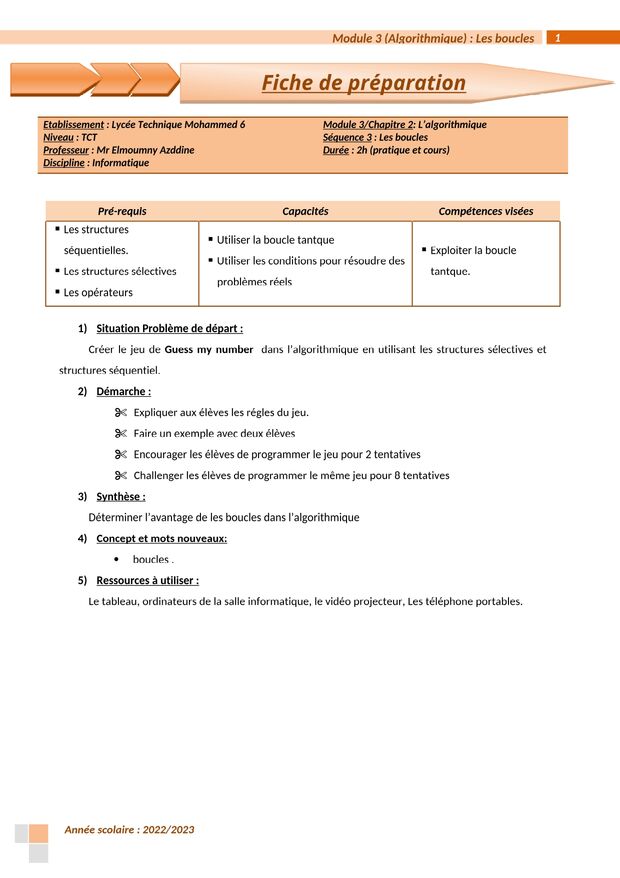 Module 3 (Algorithmique) : Les boucles 1
Fiche de préparation
Etablissement : Lycée Technique Mohammed 6
Niveau : TCT
Professeur : Mr Elmoumny Azddine
Discipline : Informatique
Module 3/Chapitre 2: L’algorithmique
Séquence 3 : Les boucles
Durée : 2h (pratique et cours)
Pré-requis
Capacités
Compétences visées
▪ Les structures
séquentielles.
▪ Les structures sélectives
▪ Les opérateurs
▪ Utiliser la boucle tantque
▪ Utiliser les conditions pour résoudre des
problèmes réels
▪ Exploiter la boucle
tantque.
1) Situation Problème de départ :
Créer le jeu de Guess my number dans l’algorithmique en utilisant les structures sélectives et
structures séquentiel.
2) Démarche :
Expliquer aux élèves les régles du jeu.
Faire un exemple avec deux élèves
Encourager les élèves de programmer le jeu pour 2 tentatives
Challenger les élèves de programmer le même jeu pour 8 tentatives
3) Synthèse :
Déterminer l’avantage de les boucles dans l’algorithmique
4) Concept et mots nouveaux:
• boucles .
5) Ressources à utiliser :
Le tableau, ordinateurs de la salle informatique, le vidéo projecteur, Les téléphone portables.
Année scolaire : 2022/2023